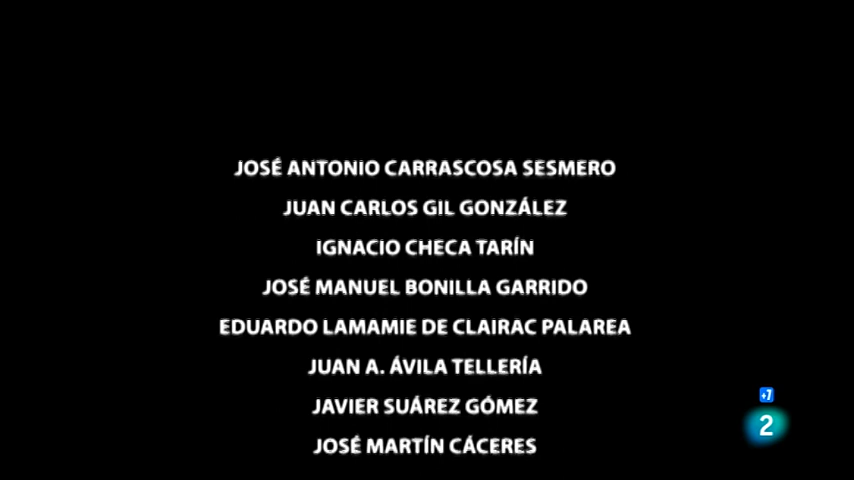 JOSÉ ANTONIO CARRASCOSA SESMERO
JUAN CARLOS GIL GONZÁLEZ
IGNACIO CHECA TARÍN
JOSÉ MANUEL BONILLA GARRIDO
EDUARDO LAMAMIE DE CLAIRAC PALAREA
JUAN A. ÁVILA TELLERÍA
JAVIER SUÁREZ GÓMEZ
JOSÉ MARTÍN CÁCERES
+7
2